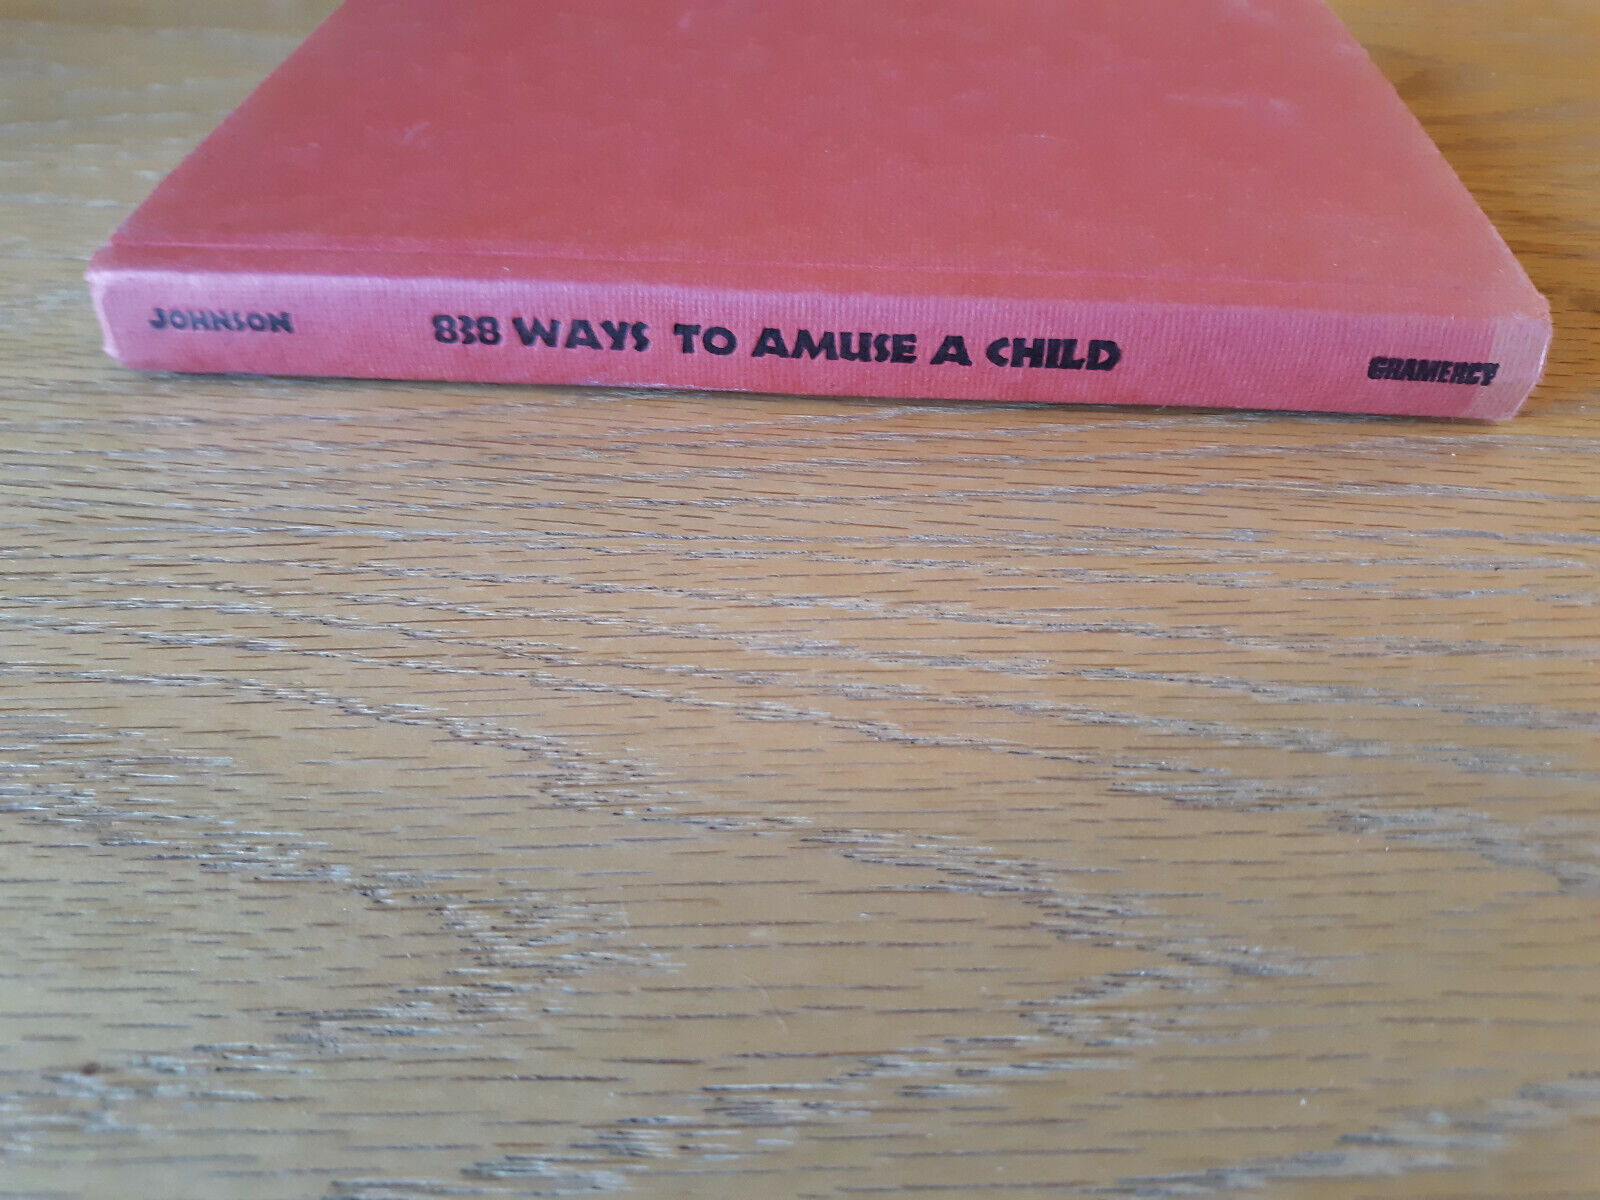 JOHNSON 838 WAYS TO AMUSE A CHILD GRAMERCY